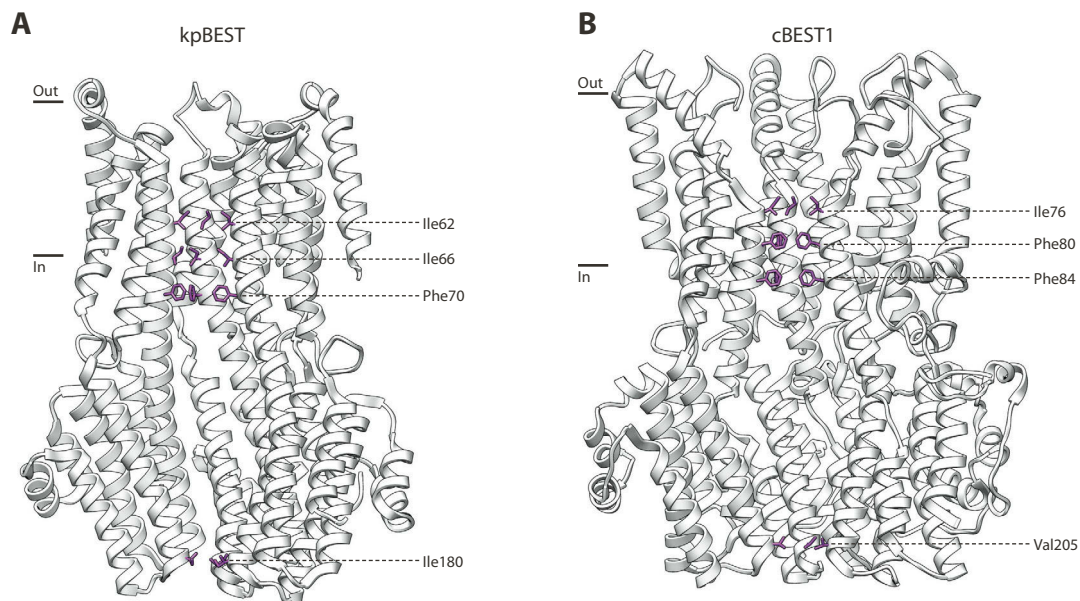 A
kpBEST
Out
In
Ile62
Ile66
Phe70
Ile180
B
cBEST1
Out
In
Ile76
Phe80
Phe84
Val205